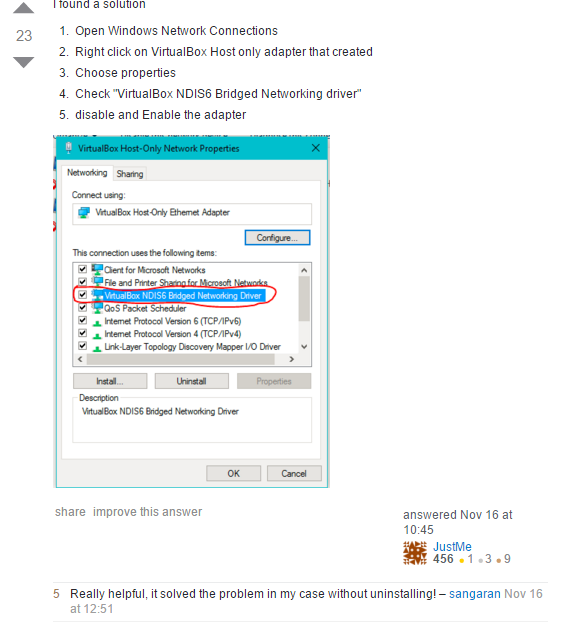 I found a solution
23
1. Open Windows Network Connections
2. Right click on VirtualBox Host only adapter that created
3. Choose properties
4. Check "VirtualBox NDIS6 Bridged Networking driver"
5. disable and Enable the adapter
VirtualBox Host-Only Network Properties
Networking Sharing
Connect using:
VirtualBox Host-Only Ethernet Adapter
Configure...
This connection uses the following items:
Client for Microsoft Networks
File and Printer Sharing for Microsoft Networks
VirtualBox NDIS6 Bridged Networking Driver
QoS Packet Scheduler
Internet Protocol Version 6 (TCP/IPv6)
Internet Protocol Version 4 (TCP/IPv4)
Link-Layer Topology Discovery Mapper I/O Driver
Install... Uninstall Properties
Description
VirtualBox NDIS6 Bridged Networking Driver
OK Cancel
share improve this answer
answered Nov 16 at
10:45
JustMe
456 1 3 9
5 Really helpful, it solved the problem in my case without uninstalling! – sangaran Nov 16
at 12:51